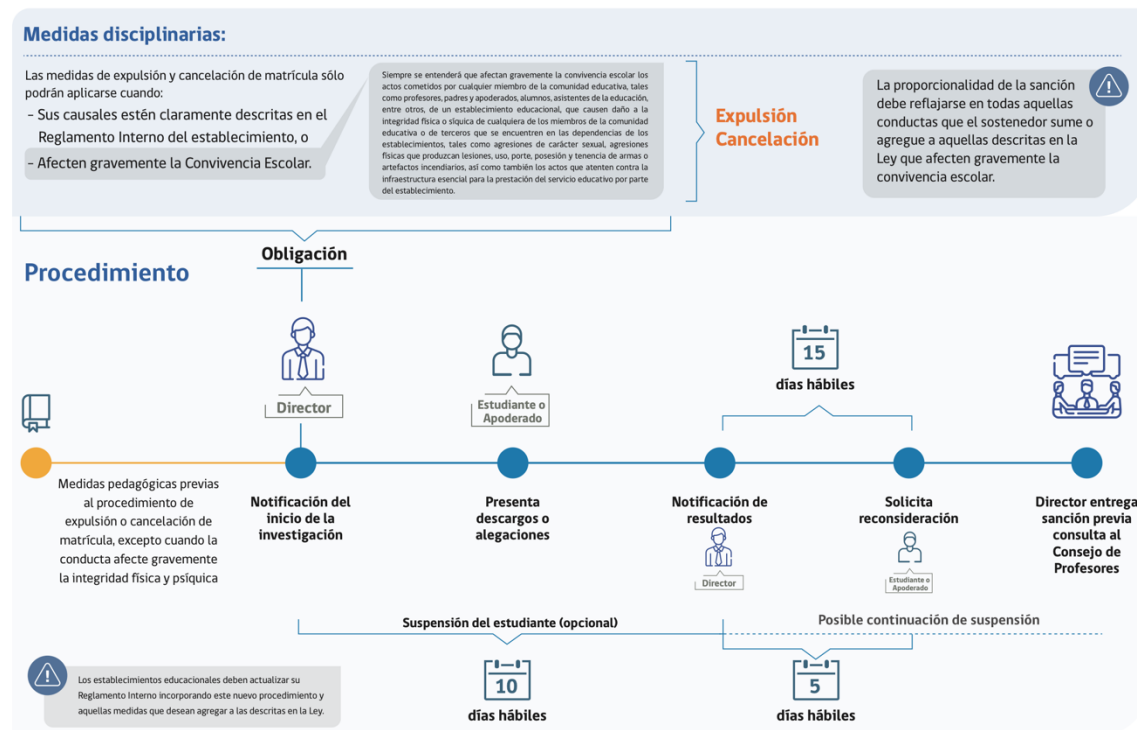 Medidas disciplinarias:
Las medidas de expulsión y cancelación de matrícula sólo
podrán aplicarse cuando:
- Sus causales estén claramente descritas en el
Reglamento Interno del establecimiento, o
- Afecten gravemente la Convivencia Escolar.
Siempre se entenderá que afectan gravemente la convivencia escolar los
actos cometidos por cualquier miembro de la comunidad educativa, tales
como profesores, padres y apoderados, alumnos, asistentes de la educación,
entre otros, de un establecimiento educacional, que causen daño a la
integridad física o síquica de cualquiera de los miembros de la comunidad
educativa o de terceros que se encuentren en las dependencias de los
establecimientos, tales como agresiones de carácter sexual, agresiones
físicas que produzcan lesiones, uso, porte, posesión y tenencia de armas o
artefactos incendiarios, así como también los actos que atenten contra la
infraestructura esencial para la prestación del servicio educativo por parte
del establecimiento.
Expulsión
Cancelación
La proporcionalidad de la sanción
debe reflajarse en todas aquellas
conductas que el sostenedor sume o
agregue a aquellas descritas en la
Ley que afecten gravemente la
convivencia escolar.
Procedimiento
Obligación
Director
Estudiante o
Apoderado
15
días hábiles
Medidas pedagógicas previas
al procedimiento de
expulsión o cancelación de
matrícula, excepto cuando la
conducta afecte gravemente
la integridad física y psíquica
Notificación del
inicio de la
investigación
Presenta
descargos o
alegaciones
Notificación de
resultados
Director
Solicita
reconsideración
Estudiante o
Apoderado
Director entrega
sanción previa
consulta al
Consejo de
Profesores
Suspensión del estudiante (opcional)
Posible continuación de suspensión
10
días hábiles
5
días hábiles
Los establecimientos educacionales deben actualizar su
Reglamento Interno incorporando este nuevo procedimiento y
aquellas medidas que desean agregar a las descritas en la Ley.